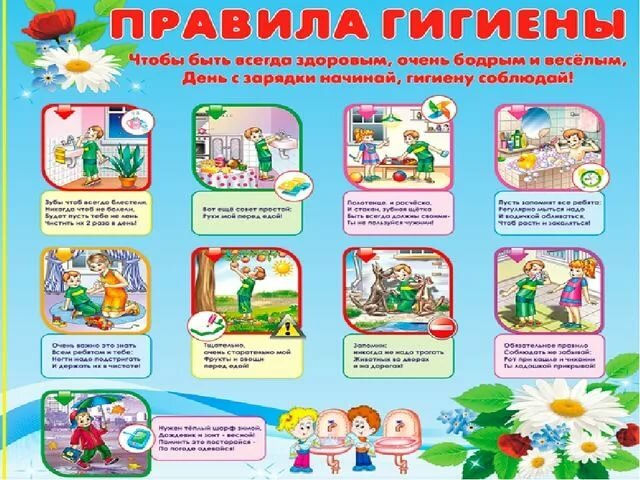 ПРАВИЛА ГИГИЕНЫ
Чтобы быть всегда здоровым, очень бодрым и весёлым,
День с зарядки начинай, гигиену соблюдай!
Зубы чтоб всегда блестели,
Никогда чтоб не болели,
Будет пусть тебе не лень
Чистить их 2 раза в день!
Вот ещё совет простой:
Руки мой перед едой!
Полотенце, и расчёска,
И стакан, зубная щётка
Быть всегда должны своими-
Ты не пользуйся чужими!
Пусть запомнят все ребята:
Регулярно мыться надо
И водичкой обливаться,
Чтоб расти и закаляться!
Очень важно это знать
Всем ребятам и тебе:
Ногти надо подстригать
И держать их в чистоте!
Тщательно,
очень старательно мой
Фрукты и овощи
перед едой!
Запомни:
никогда не надо трогать
Животных во дворах
и на дорогах!
Обязательное правило
Соблюдать не забывай:
Рот при кашле и чихании
Ты ладошкой прикрывай!
Нужен тёплый шарф зимой,
Дождевик и зонт - весной!
Помнить это постарайся -
По погоде одевайся!